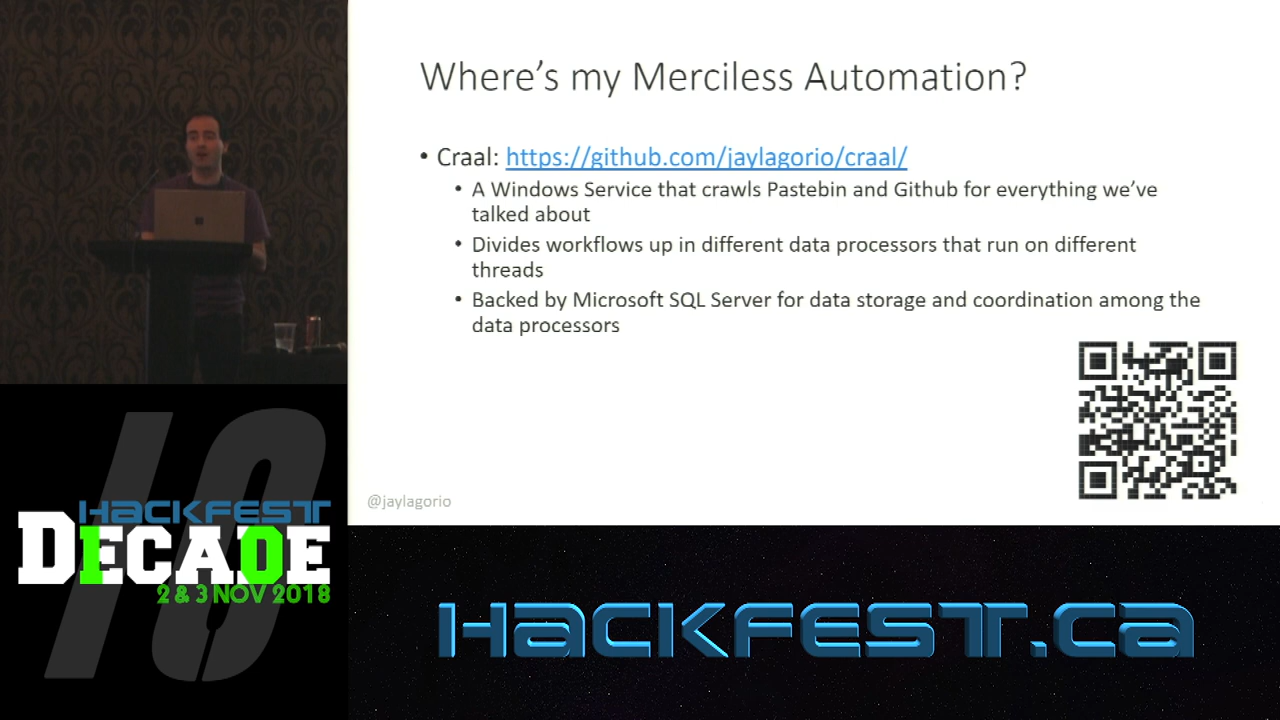 Where's my Merciless Automation?
• Craal: https://github.com/jaylagorio/craal/
• A Windows Service that crawls Pastebin and Github for everything we've
talked about
• Divides workflows up in different data processors that run on different
threads
• Backed by Microsoft SQL Server for data storage and coordination among the
data processors
@jaylagorio
10
HACKFEST
DECADE
2 & 3 NOV 2018
HACKFEST.Ca